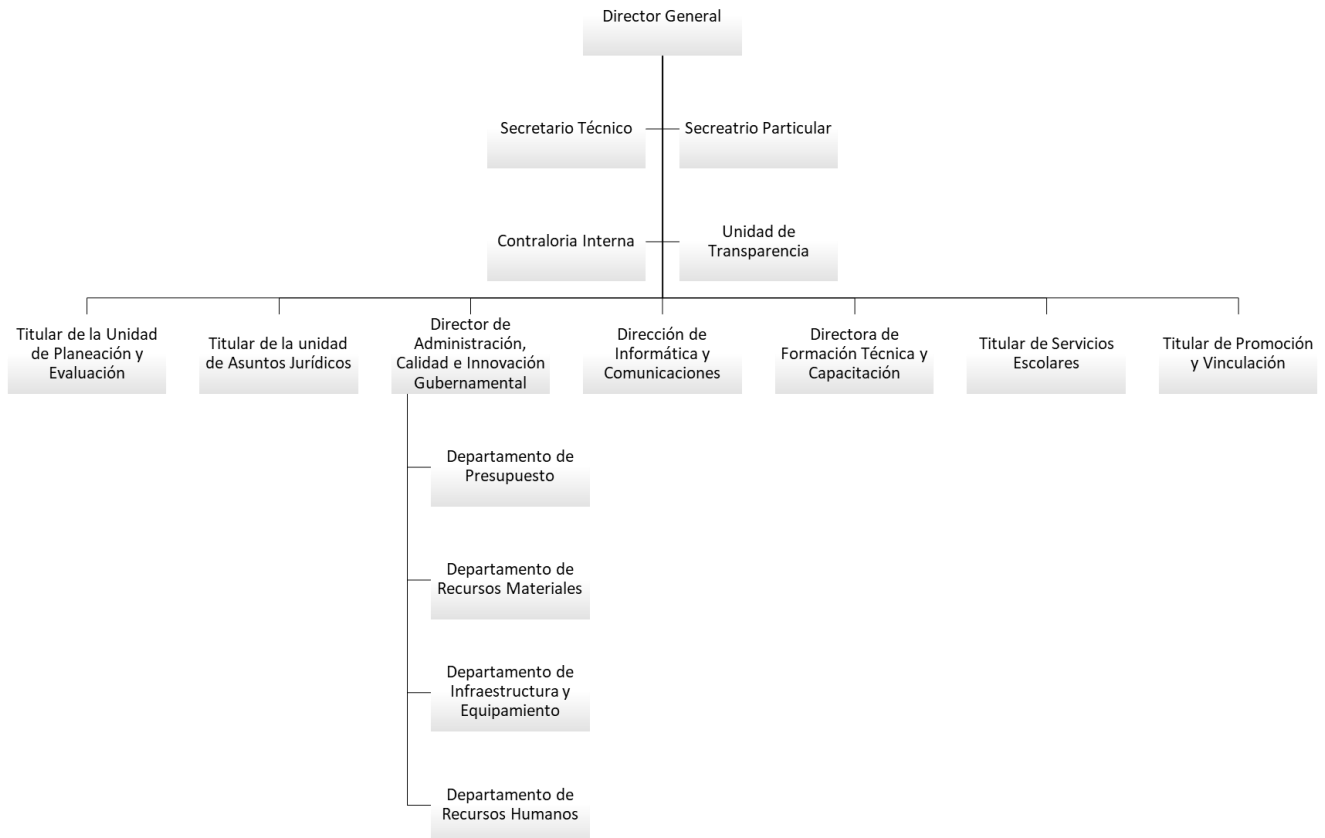 Director General
Secretario Técnico
Secreatrio Particular
Contraloria Interna
Unidad de
Transparencia
Titular de la Unidad
de Planeación y
Evaluación
Titular de la unidad
de Asuntos Jurídicos
Director de
Administración,
Calidad e Innovación
Gubernamental
Dirección de
Informática y
Comunicaciones
Directora de
Formación Técnica y
Capacitación
Titular de Servicios
Escolares
Titular de Promoción
y Vinculación
Departamento de
Presupuesto
Departamento de
Recursos Materiales
Departamento de
Infraestructura y
Equipamiento
Departamento de
Recursos Humanos